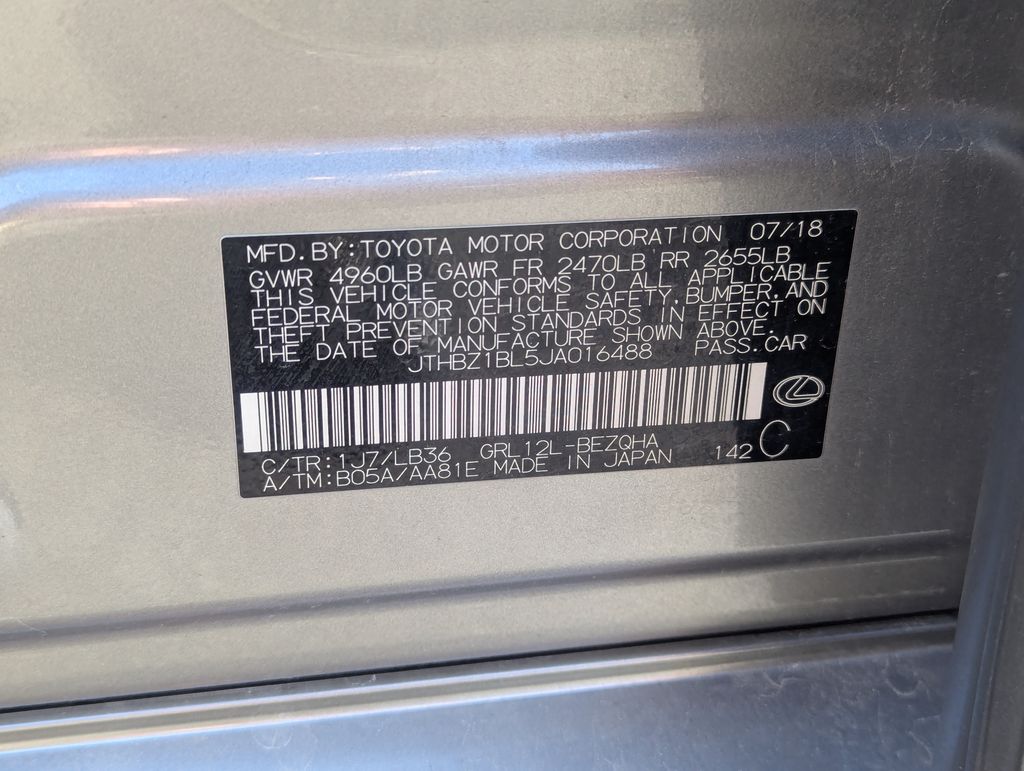 MFD. BY: TOYOTA MOTOR CORPORATION 07/18
GVWR 4960LB GAWR FR 2470LB RR 2655LB
THIS VEHICLE CONFORMS TO ALL APPLICABLE
FEDERAL MOTOR VEHICLE SAFETY, BUMPER, AND
THEFT PREVENTION STANDARDS IN EFFECT ON
THE DATE OF MANUFACTURE SHOWN ABOVE.
JTHBZ1BL5JA016488 PASS. CAR
C/TR: 1J7/LB36 GRL12L-BEZQHA 142 C
A/TM: B05A/AA81E MADE IN JAPAN